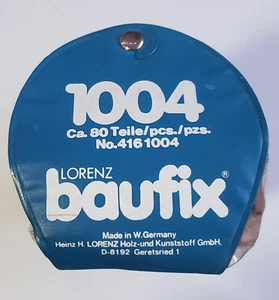 1004
Ca. 80 Teile/pcs./pzs.
No.4161004
LORENZ
baufix®
Made in W.Germany
Heinz H. LORENZ Holz-und Kunststoff GmbH.
D-8192 Geretsried 1